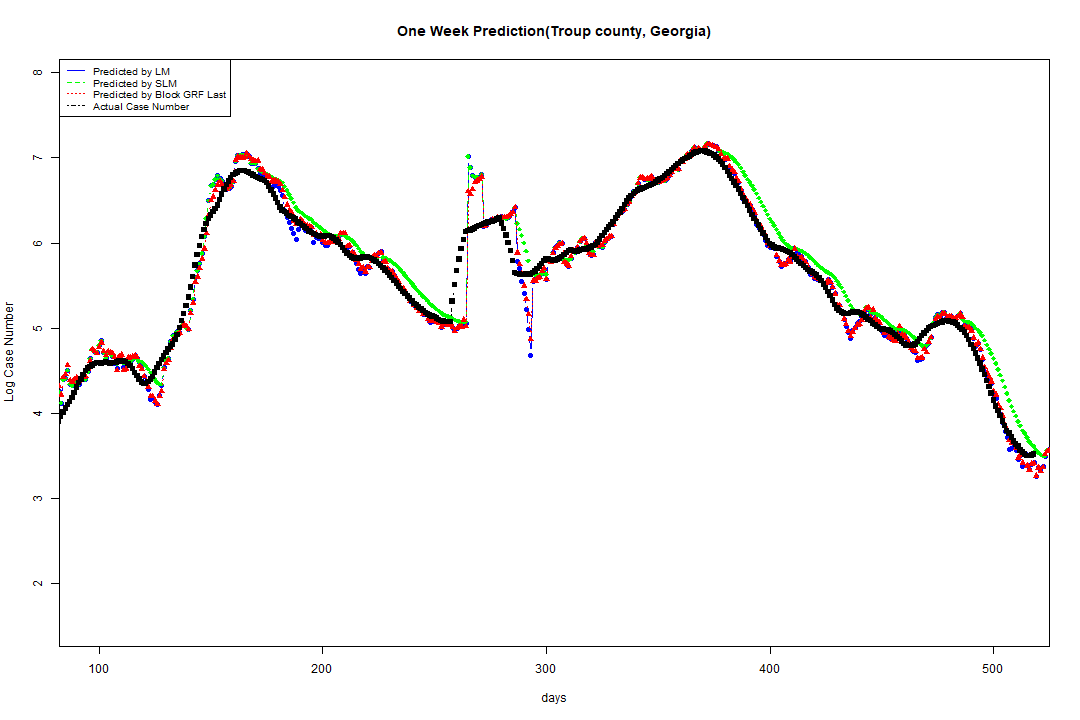 One Week Prediction(Troup county, Georgia)
Predicted by LM
Predicted by SLM
Predicted by Block GRF Last
Actual Case Number
8
7
6
5
4
3
2
Log Case Number
100 200 300 400 500
days